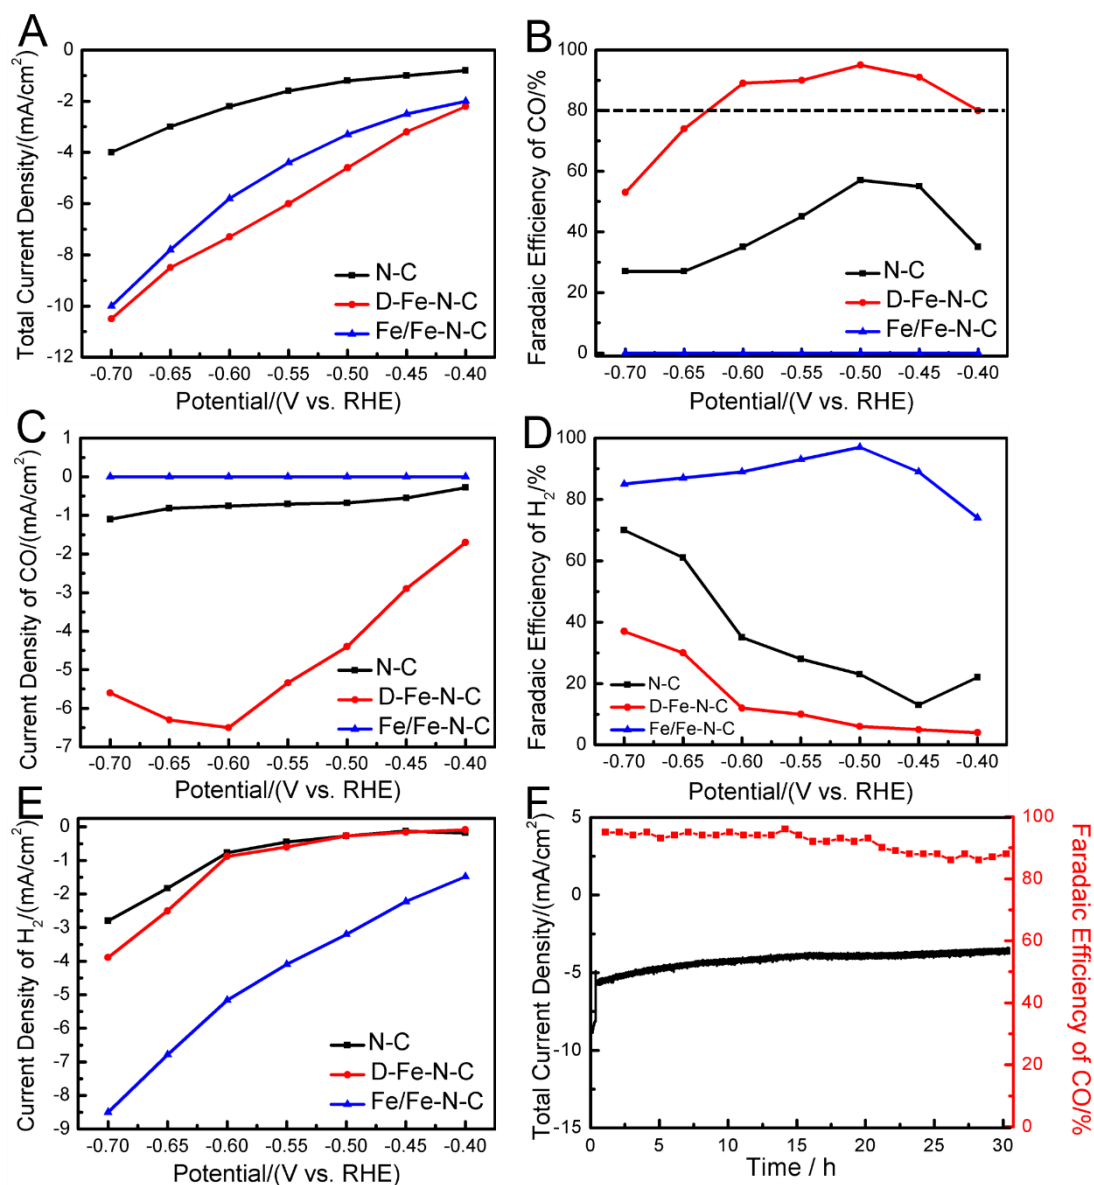 A
Total Current Density/(mA/cm²)
0
-2
-4
-6
-8
-10
-12
N-C
D-Fe-N-C
Fe/Fe-N-C
-0.70 -0.65 -0.60 -0.55 -0.50 -0.45 -0.40
Potential/(V vs. RHE)
B
Faradaic Efficiency of CO/%
100
80
60
40
20
0
N-C
D-Fe-N-C
Fe/Fe-N-C
-0.70 -0.65 -0.60 -0.55 -0.50 -0.45 -0.40
Potential/(V vs. RHE)
C
Current Density of CO/(mA/cm²)
1
0
-1
-2
-3
-4
-5
-6
-7
N-C
D-Fe-N-C
Fe/Fe-N-C
-0.70 -0.65 -0.60 -0.55 -0.50 -0.45 -0.40
Potential/(V vs. RHE)
D
Faradaic Efficiency of H₂/%
100
80
60
40
20
0
N-C
D-Fe-N-C
Fe/Fe-N-C
-0.70 -0.65 -0.60 -0.55 -0.50 -0.45 -0.40
Potential/(V vs. RHE)
E
Current Density of H₂/(mA/cm²)
0
-1
-2
-3
-4
-5
-6
-7
-8
-9
N-C
D-Fe-N-C
Fe/Fe-N-C
-0.70 -0.65 -0.60 -0.55 -0.50 -0.45 -0.40
Potential/(V vs. RHE)
F
Total Current Density/(mA/cm²)
5
0
-5
-10
-15
100
80
60
40
20
0
Faradaic Efficiency of CO/%
0 5 10 15 20 25 30
Time / h